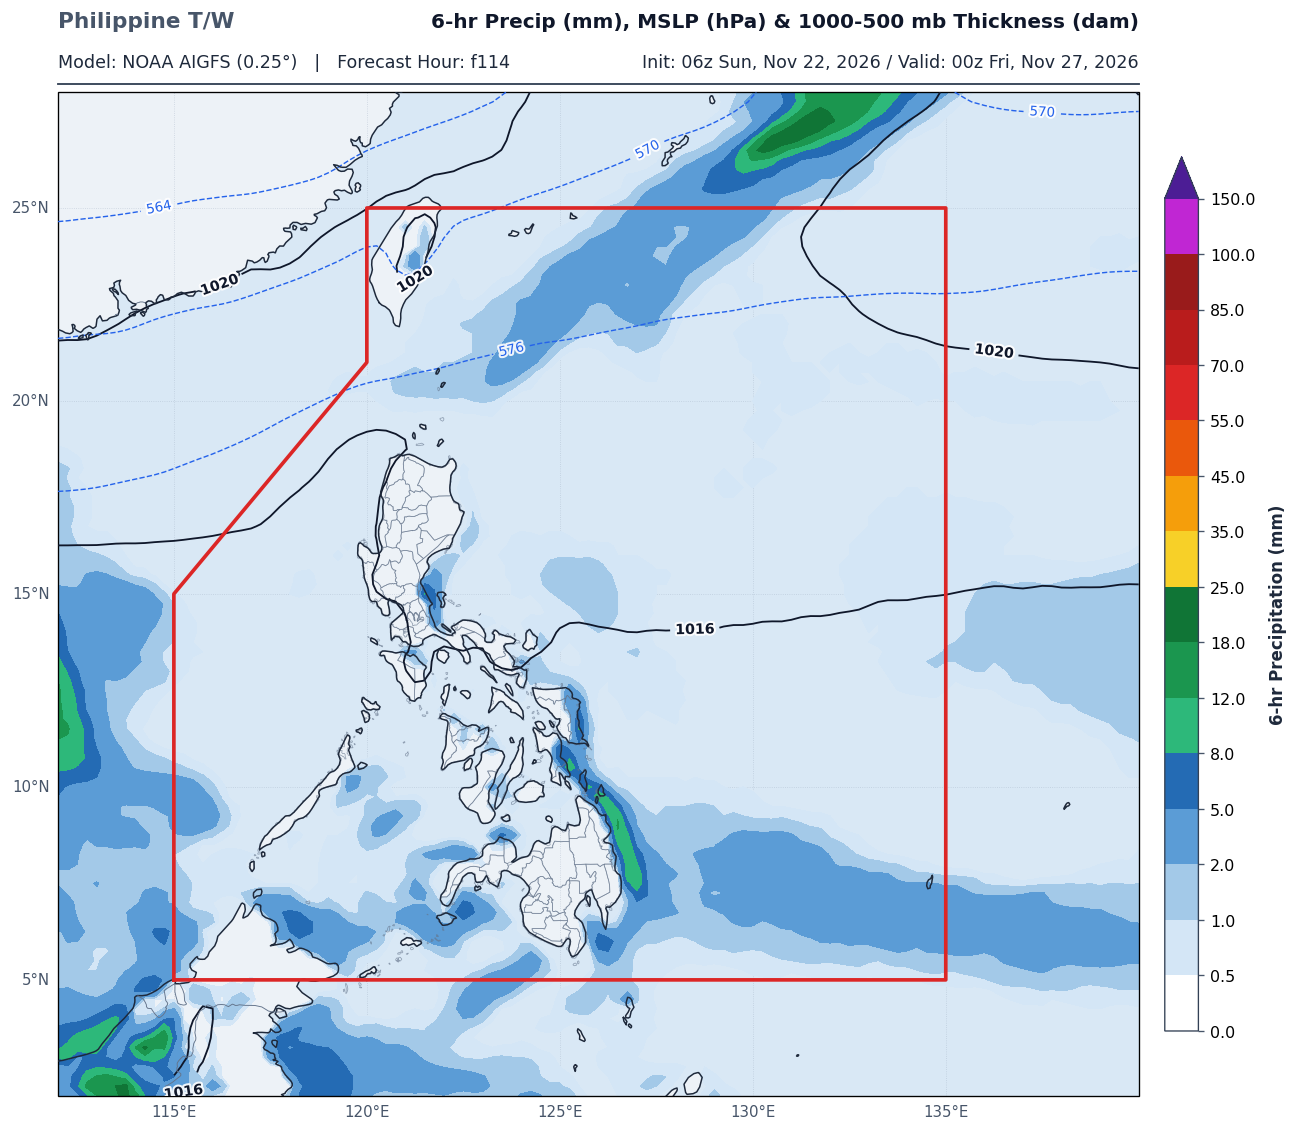 Philippine T/W
6-hr Precip (mm), MSLP (hPa) & 1000-500 mb Thickness (dam)
Model: NOAA AIGFS (0.25°) | Forecast Hour: f114
Init: 06z Sun, Nov 22, 2026 / Valid: 00z Fri, Nov 27, 2026
570
570
564
1020
1020
576
1020
1016
1016
25°N
20°N
15°N
10°N
5°N
115°E
120°E
125°E
130°E
135°E
150.0
100.0
85.0
70.0
55.0
45.0
35.0
25.0
18.0
12.0
8.0
5.0
2.0
1.0
0.5
0.0
6-hr Precipitation (mm)